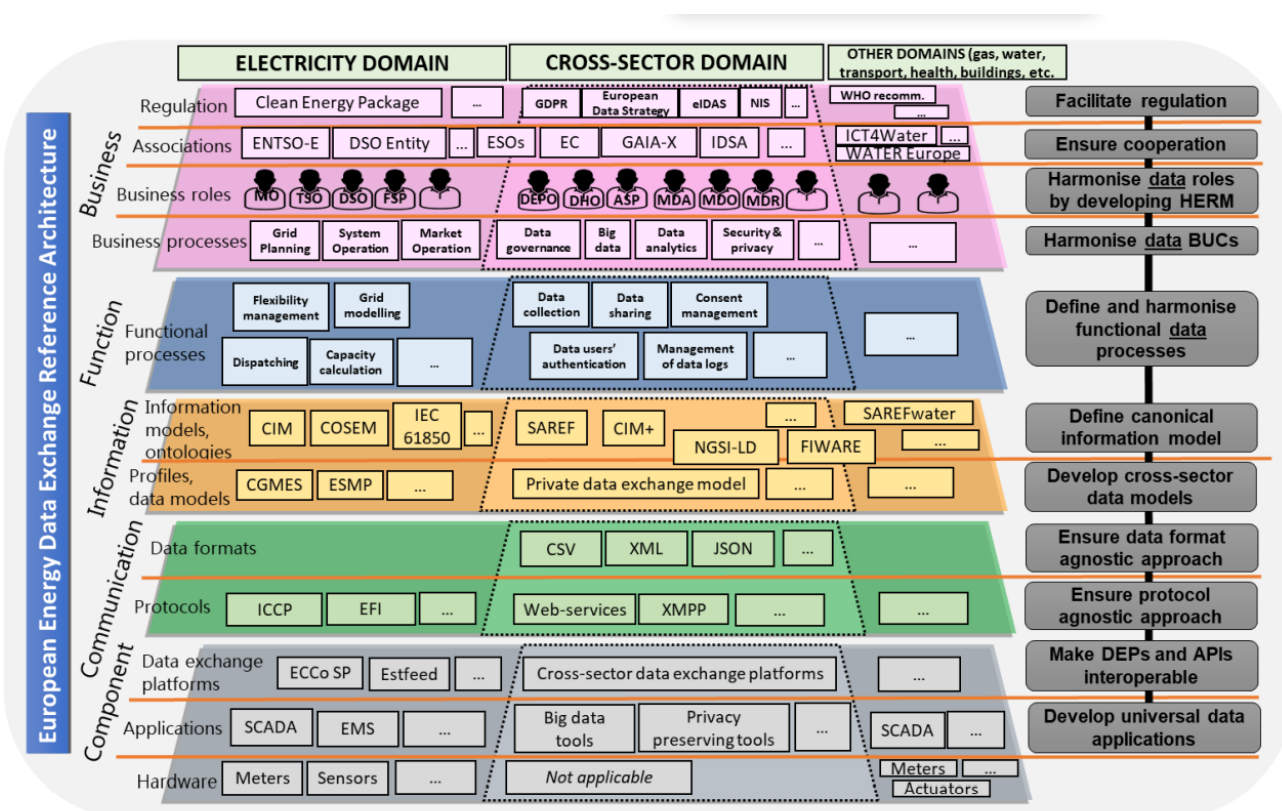 ELECTRICITY DOMAIN
CROSS-SECTOR DOMAIN
OTHER DOMAINS (gas, water,
transport, health, buildings, etc.
European Energy Data Exchange Reference Architecture
Business
Regulation
Clean Energy Package
...
GDPR
European
Data Strategy
eIDAS
NIS
...
WHO recomm.
...
Facilitate regulation
Associations
ENTSO-E
DSO Entity
...
ESOs
EC
GAIA-X
IDSA
...
ICT4Water
...
WATER Europe
Ensure cooperation
Business roles
MO
TSO
DSO
FSP
DEPO
DHO
ASP
MDA
MDO
MDR
Harmonise data roles
by developing HERM
Business processes
Grid
Planning
System
Operation
Market
Operation
Data
governance
Big
data
Data
analytics
Security &
privacy
...
...
Harmonise data BUCs
Function
Functional
processes
Flexibility
management
Grid
modelling
Dispatching
Capacity
calculation
...
Data
collection
Data
sharing
Consent
management
Data users'
authentication
Management
of data logs
...
...
Define and harmonise
functional data
processes
Information
Information
models,
ontologies
CIM
COSEM
IEC
61850
...
SAREF
CIM+
...
NGSI-LD
FIWARE
SAREFwater
...
Define canonical
information model
Profiles,
data models
CGMES
ESMP
...
Private data exchange model
...
...
Develop cross-sector
data models
Communication
Data formats
CSV
XML
JSON
...
Ensure data format
agnostic approach
Protocols
ICCP
EFI
...
Web-services
XMPP
...
...
Ensure protocol
agnostic approach
Component
Data exchange
platforms
ECCo SP
Estfeed
...
Cross-sector data exchange platforms
...
Make DEPs and APIs
interoperable
Applications
SCADA
EMS
...
Big data
tools
Privacy
preserving tools
...
SCADA
...
Develop universal data
applications
Hardware
Meters
Sensors
...
Not applicable
Meters
...
Actuators